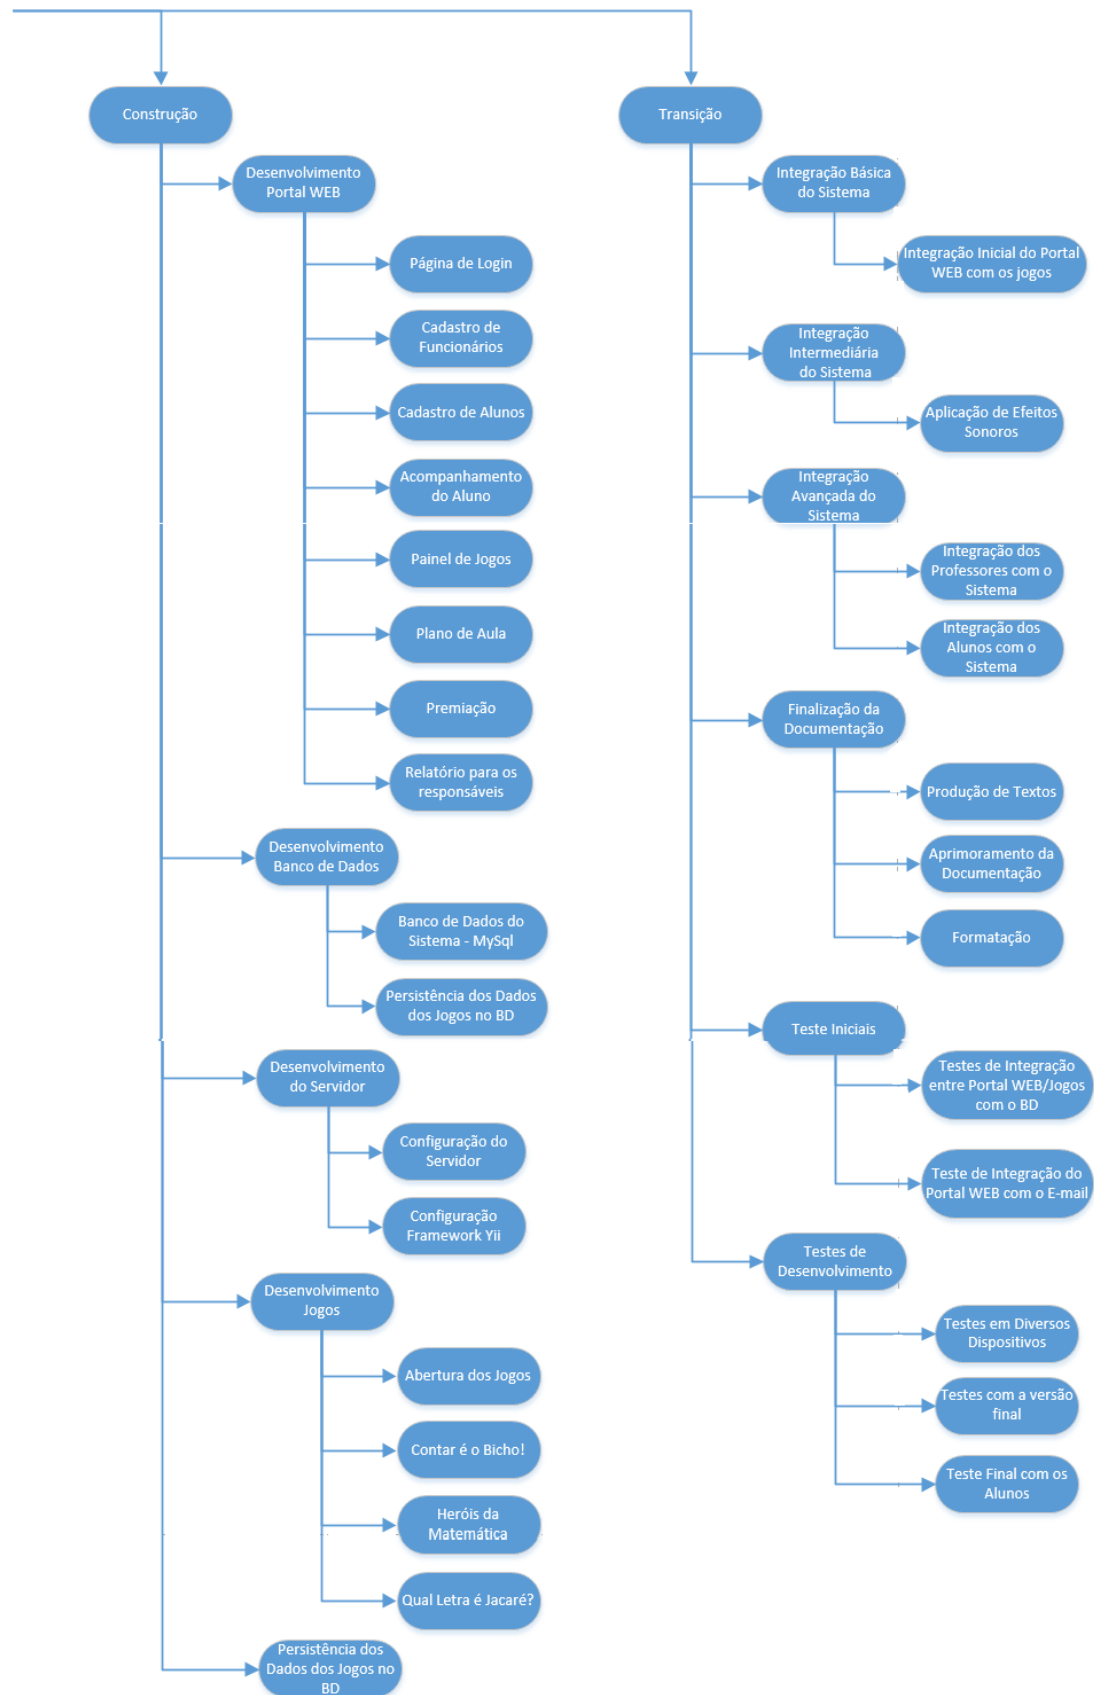 Construção
Desenvolvimento
Portal WEB
Página de Login
Cadastro de
Funcionários
Cadastro de Alunos
Acompanhamento
do Aluno
Painel de Jogos
Plano de Aula
Premiação
Relatório para os
responsáveis
Desenvolvimento
Banco de Dados
Banco de Dados do
Sistema - MySql
Persistência dos Dados
dos Jogos no BD
Desenvolvimento
do Servidor
Configuração do
Servidor
Configuração
Framework Yii
Desenvolvimento
Jogos
Abertura dos Jogos
Contar é o Bicho!
Heróis da
Matemática
Qual Letra é Jacaré?
Persistência dos
Dados dos Jogos no
BD
Transição
Integração Básica
do Sistema
Integração Inicial do Portal
WEB com os jogos
Integração
Intermediária
do Sistema
Aplicação de Efeitos
Sonoros
Integração
Avançada do
Sistema
Integração dos
Professores com o
Sistema
Integração dos
Alunos com o
Sistema
Finalização da
Documentação
Produção de Textos
Aprimoramento da
Documentação
Formatação
Teste Iniciais
Testes de Integração
entre Portal WEB/Jogos
com o BD
Teste de Integração do
Portal WEB com o E-mail
Testes de
Desenvolvimento
Testes em Diversos
Dispositivos
Testes com a versão
final
Teste Final com os
Alunos